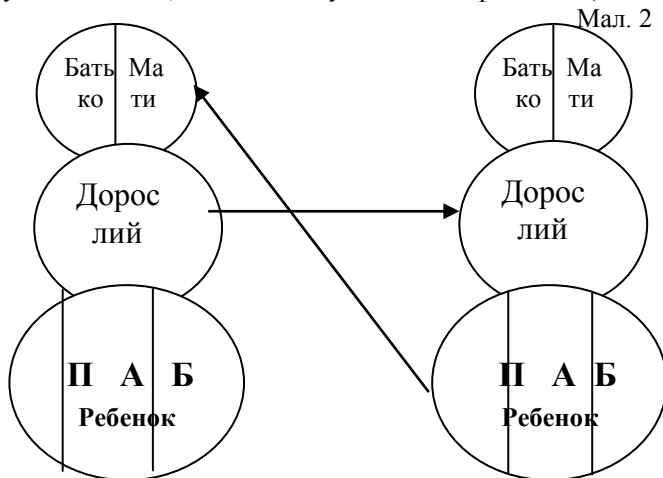 Мал. 2
Бать Ма
ко ти
Бать Ма
ко ти
Дорос
лий
Дорос
лий
П А Б
Ребенок
П А Б
Ребенок